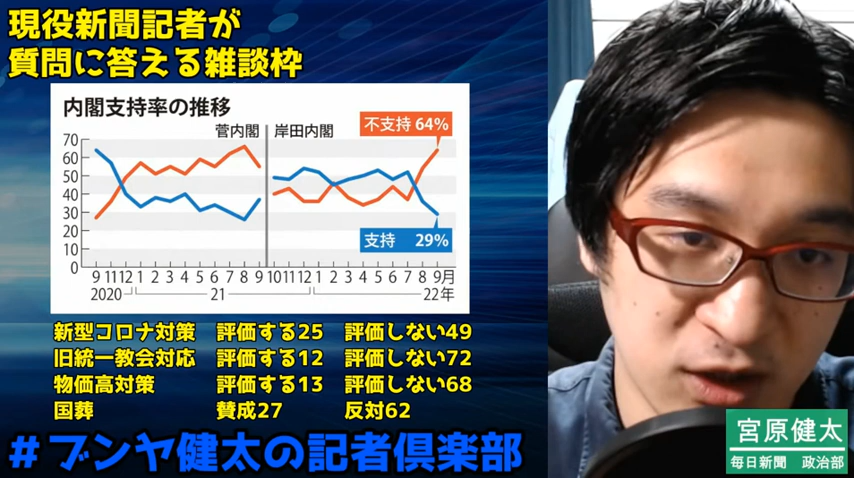 現役新聞記者が
質問に答える雑談枠
内閣支持率の推移
菅内閣 岸田内閣 不支持 64%
70
60
50
40
30
20
10
0
支持 29%
9 11 12 1 2 3 4 5 6 7 8 9 10 11 12 1 2 3 4 5 6 7 8 9月
2020 21 22年
新型コロナ対策 評価する25 評価しない49
旧統一教会対応 評価する12 評価しない72
物価高対策 評価する13 評価しない68
国葬 賛成27 反対62
#ブンヤ健太の記者倶楽部
宮原健太
毎日新聞 政治部